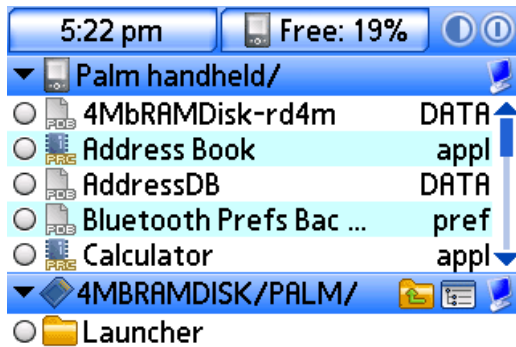 5:22 pm Free: 19%
Palm handheld/
PDB 4MbRAMDisk-rd4m DATA
PRC Address Book appl
PDB AddressDB DATA
PDB Bluetooth Prefs Bac ... pref
PRC Calculator appl
4MBRAMDISK/PALM/
Launcher